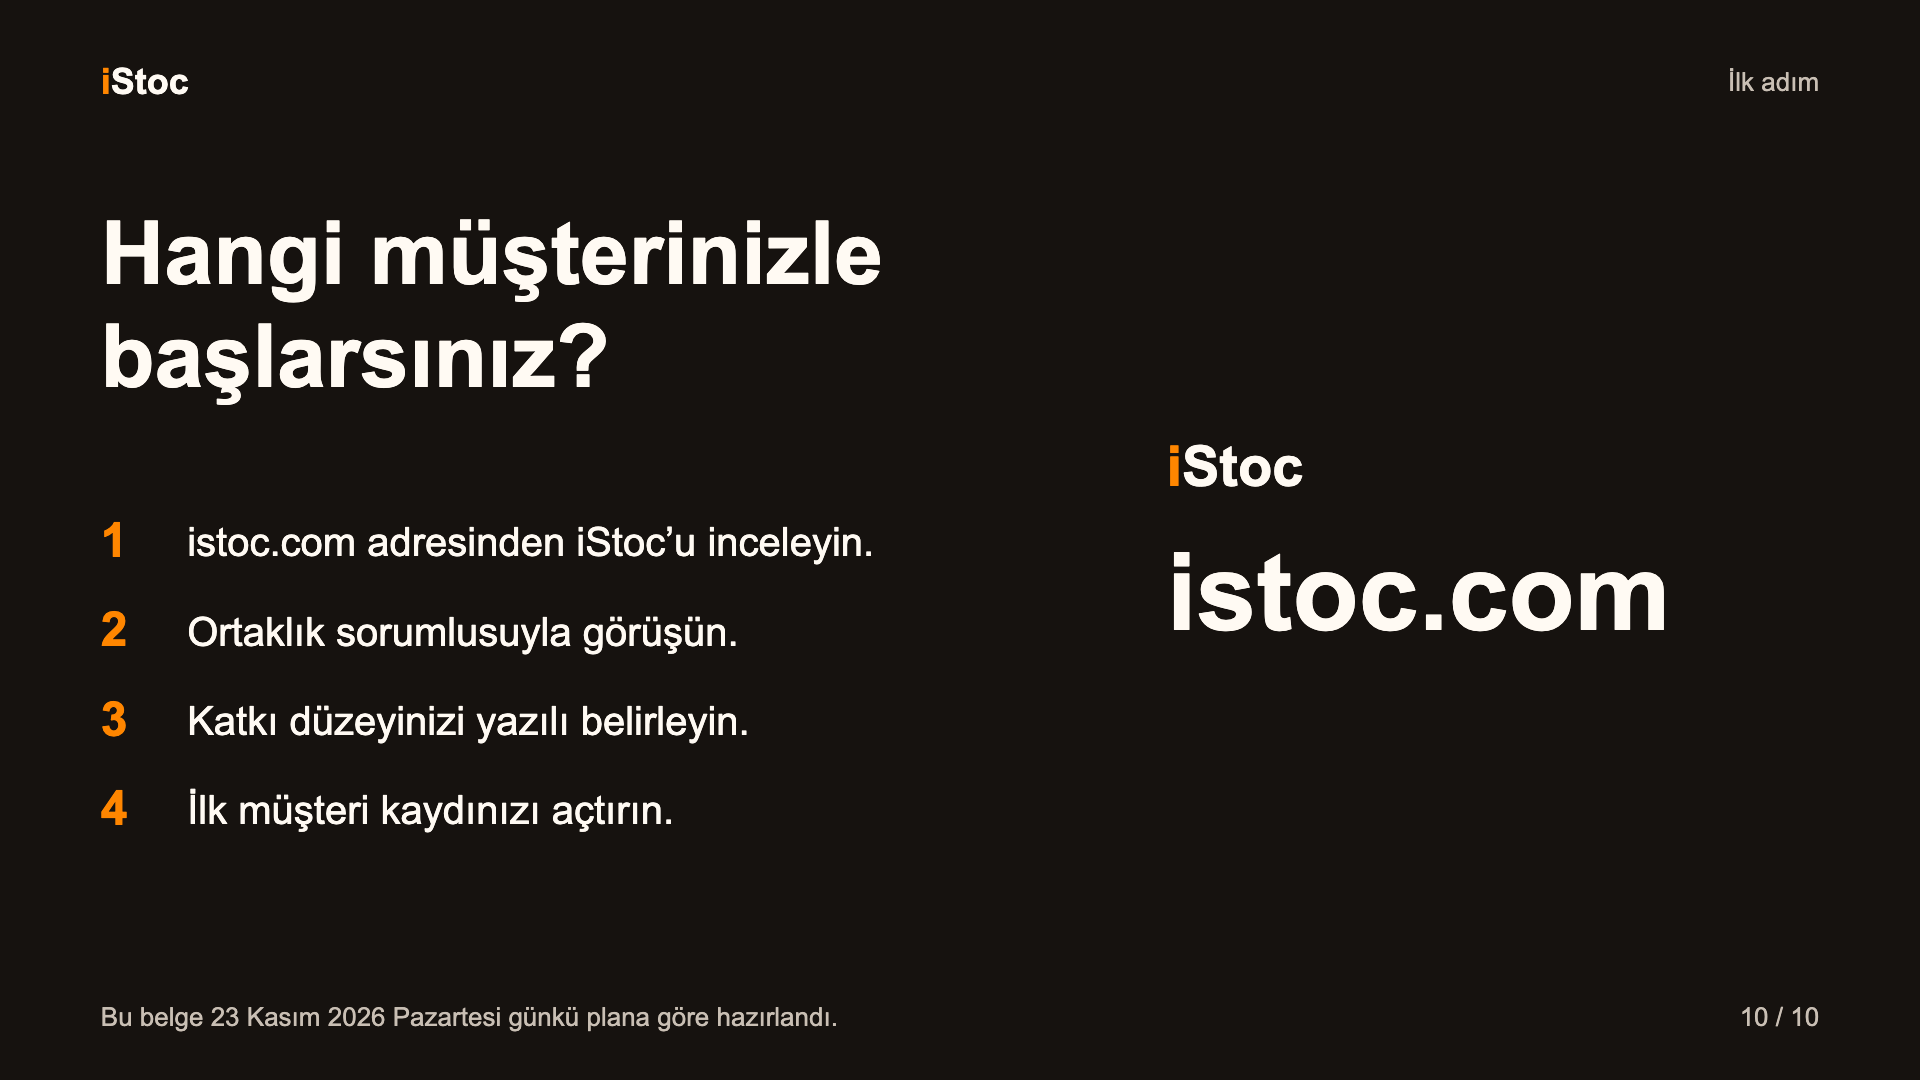 iStoc
İlk adım
Hangi müşterinizle
başlarsınız?
1 istoc.com adresinden iStoc’u inceleyin.
2 Ortaklık sorumlusuyla görüşün.
3 Katkı düzeyinizi yazılı belirleyin.
4 İlk müşteri kaydınızı açtırın.
iStoc
istoc.com
Bu belge 23 Kasım 2026 Pazartesi günkü plana göre hazırlandı.
10 / 10